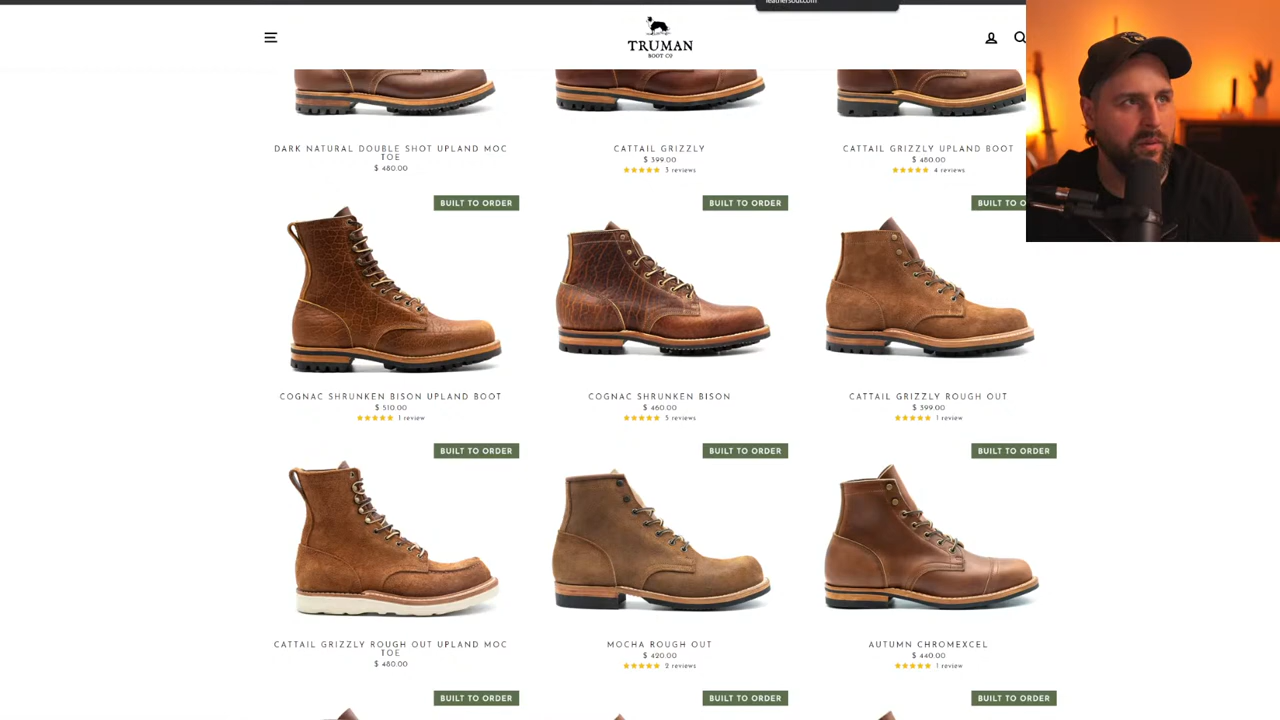 leathersoul.com
TRUMAN
BOOT CO
DARK NATURAL DOUBLE SHOT UPLAND MOC
TOE
$ 480.00
CATTAIL GRIZZLY
$ 399.00
3 reviews
CATTAIL GRIZZLY UPLAND BOOT
$ 480.00
4 reviews
BUILT TO ORDER
BUILT TO ORDER
BUILT TO O
COGNAC SHRUNKEN BISON UPLAND BOOT
$ 510.00
1 review
COGNAC SHRUNKEN BISON
$ 460.00
5 reviews
CATTAIL GRIZZLY ROUGH OUT
$ 399.00
1 review
BUILT TO ORDER
BUILT TO ORDER
BUILT TO ORDER
CATTAIL GRIZZLY ROUGH OUT UPLAND MOC
TOE
$ 480.00
MOCHA ROUGH OUT
$ 420.00
2 reviews
AUTUMN CHROMEXCEL
$ 440.00
1 review
BUILT TO ORDER
BUILT TO ORDER
BUILT TO ORDER